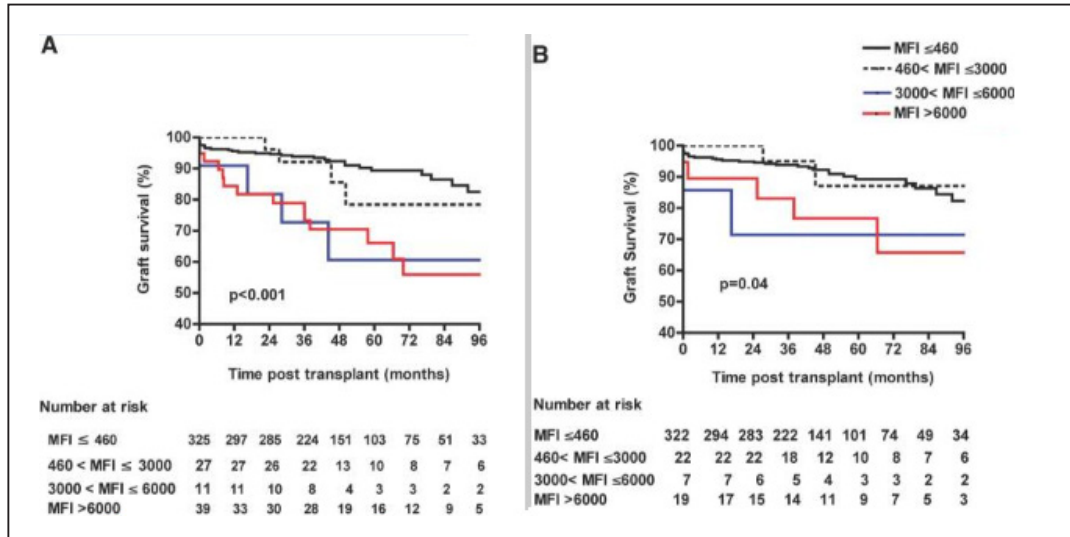 A
Graft survival (%)
100
90
80
70
60
50
40
p<0.001
0 12 24 36 48 60 72 84 96
Time post transplant (months)
Number at risk
MFI ≤ 460 325 297 285 224 151 103 75 51 33
460 < MFI ≤ 3000 27 27 26 22 13 10 8 7 6
3000 < MFI ≤ 6000 11 11 10 8 4 3 3 2 2
MFI >6000 39 33 30 28 19 16 12 9 5
B
MFI ≤460
460< MFI ≤3000
3000< MFI ≤6000
MFI >6000
Graft Survival (%)
100
90
80
70
60
50
40
p=0.04
0 12 24 36 48 60 72 84 96
Time post transplant (months)
Number at risk
MFI ≤460 322 294 283 222 141 101 74 49 34
460< MFI ≤3000 22 22 22 18 12 10 8 7 6
3000< MFI ≤6000 7 7 6 5 4 3 3 2 2
MFI >6000 19 17 15 14 11 9 7 5 3